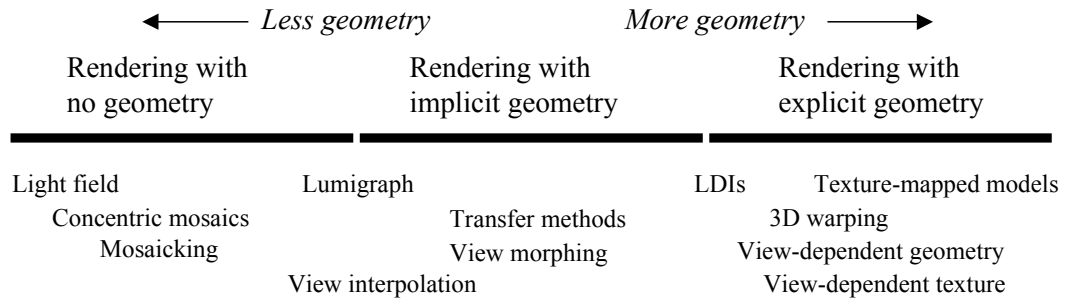 Less geometry More geometry
Rendering with Rendering with Rendering with
no geometry implicit geometry explicit geometry
Light field Lumigraph LDIs Texture-mapped models
Concentric mosaics Transfer methods 3D warping
Mosaicking View morphing View-dependent geometry
View interpolation View-dependent texture